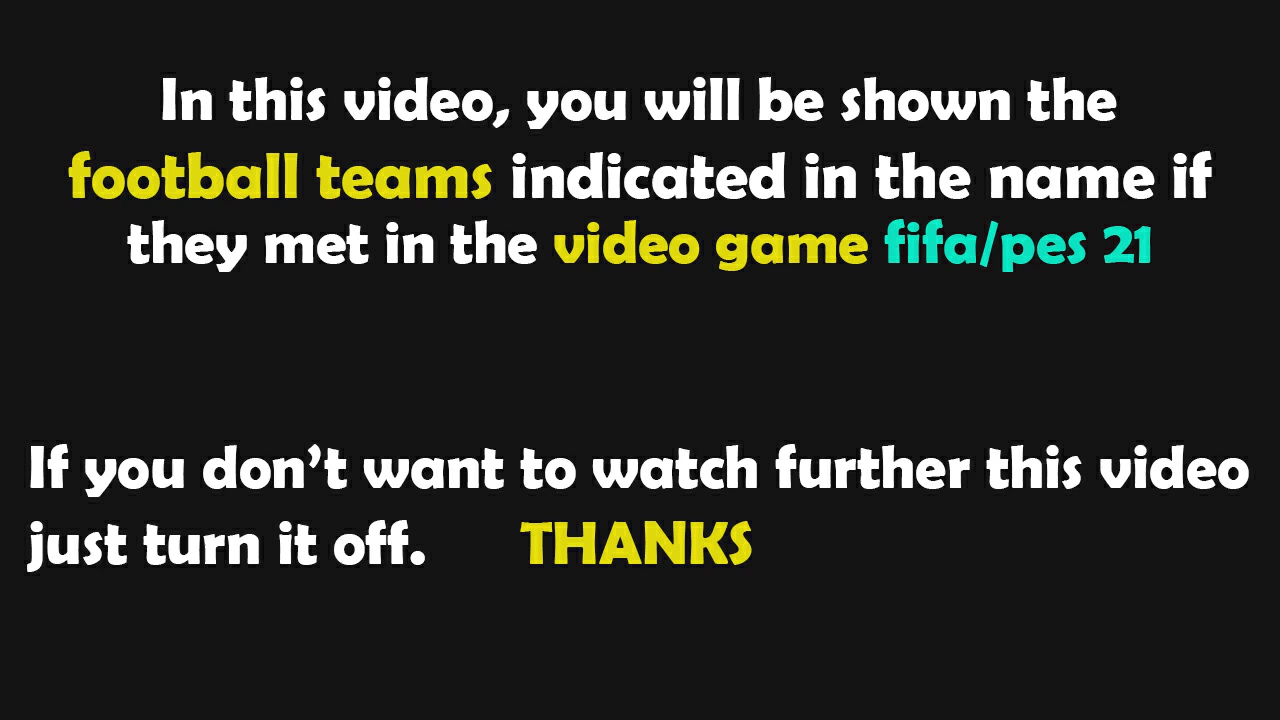 In this video, you will be shown the
football teams indicated in the name if
they met in the video game fifa/pes 21
If you don't want to watch further this video
just turn it off. THANKS